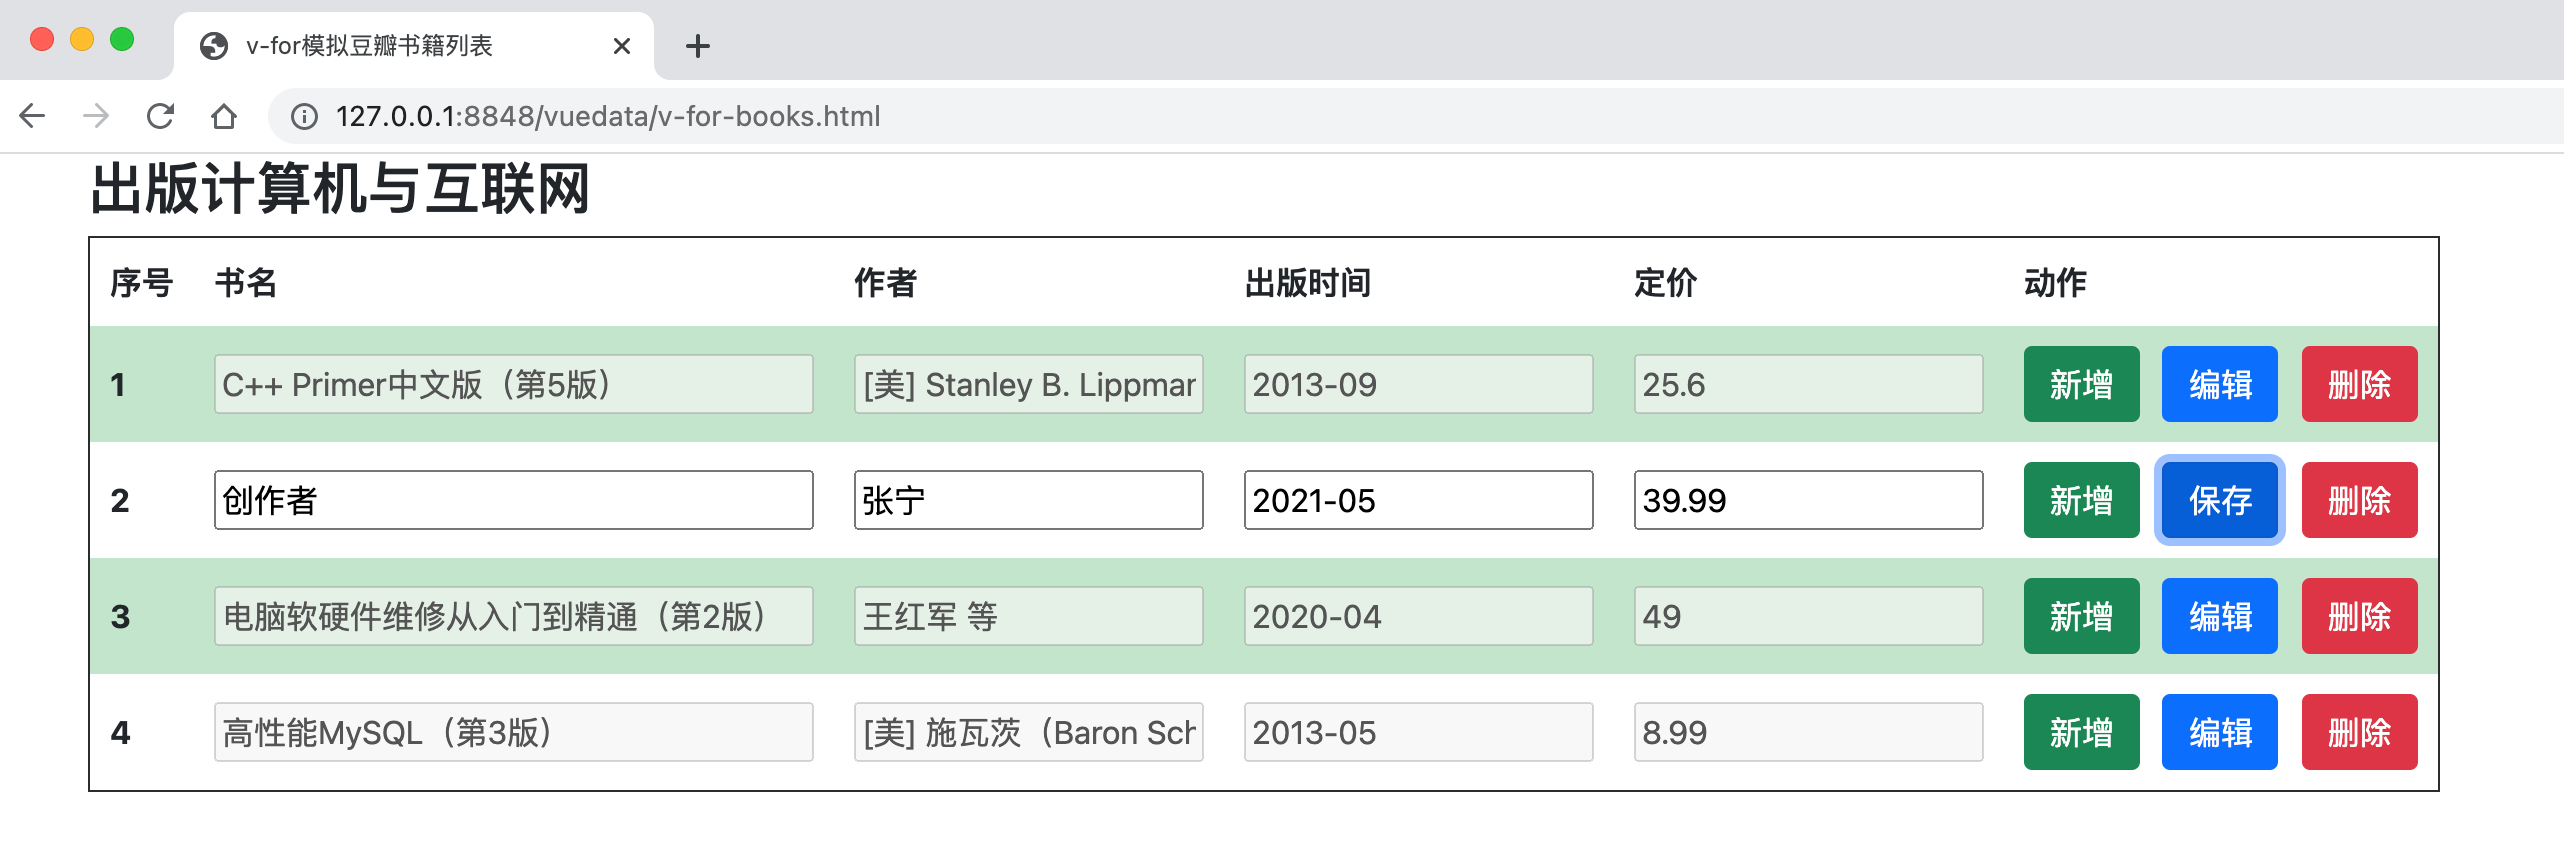 v-for模拟豆瓣书籍列表
127.0.0.1:8848/vuedata/v-for-books.html
出版计算机与互联网
序号 书名 作者 出版时间 定价 动作
1 C++ Primer中文版（第5版） [美] Stanley B. Lippman 2013-09 25.6 新增 编辑 删除
2 创作者 张宁 2021-05 39.99 新增 保存 删除
3 电脑软硬件维修从入门到精通（第2版） 王红军 等 2020-04 49 新增 编辑 删除
4 高性能MySQL（第3版） [美] 施瓦茨（Baron Sch 2013-05 8.99 新增 编辑 删除